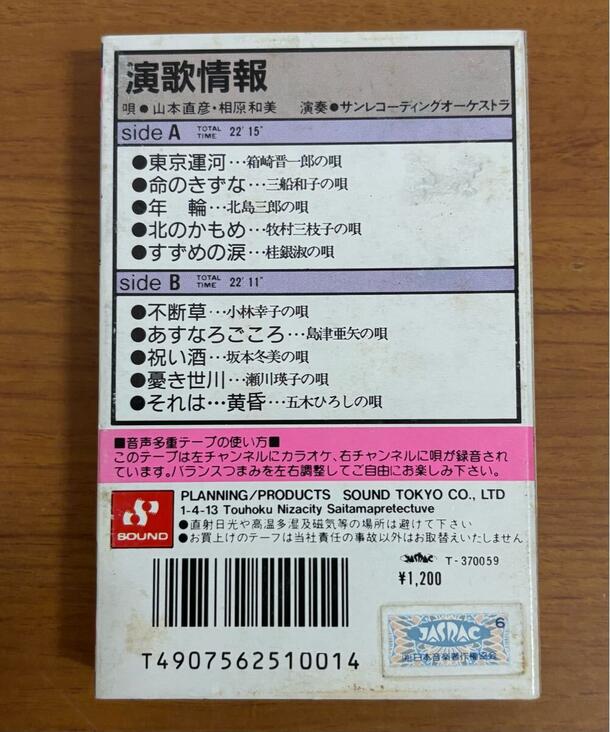 演歌情報
唄●山本直彦・相原和美　演奏●サンレコーディングオーケストラ
side A TOTAL TIME 22' 15"
●東京運河…箱崎晋一郎の唄
●命のきずな…三船和子の唄
●年　輪…北島三郎の唄
●北のかもめ…牧村三枝子の唄
●すずめの涙…桂銀淑の唄
side B TOTAL TIME 22' 11"
●不断草…小林幸子の唄
●あすなろごころ…島津亜矢の唄
●祝い酒…坂本冬美の唄
●憂き世川…瀬川瑛子の唄
●それは…黄昏…五木ひろしの唄
■音声多重テープの使い方■
このテープは左チャンネルにカラオケ、右チャンネルに唄が録音され
ています。バランスつまみを左右調整してご自由にお楽しみ下さい。
SOUND
PLANNING/PRODUCTS SOUND TOKYO CO., LTD
1-4-13 Touhoku Nizacity Saitamapretectuve
●直射日光や高温多湿及磁気等の場所は避けて下さい
●お買上げのテープは当社責任の事故以外はお取替えいたしません
JASRAC T-370059
¥1,200
T4907562510014
6
JASRAC
日本音楽著作権協会